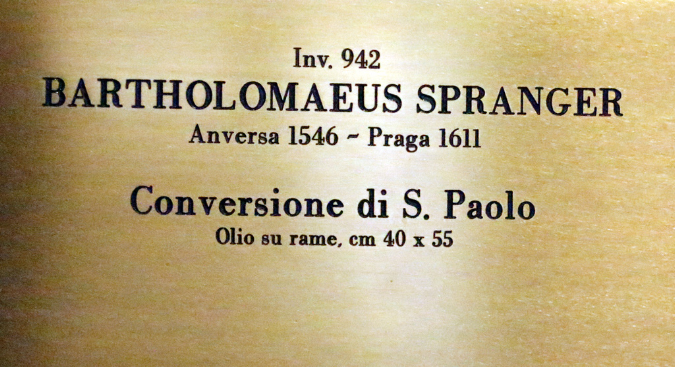 Inv. 942
BARTHOLOMAEUS SPRANGER
Anversa 1546 ~ Praga 1611
Conversione di S. Paolo
Olio su rame, cm 40 x 55